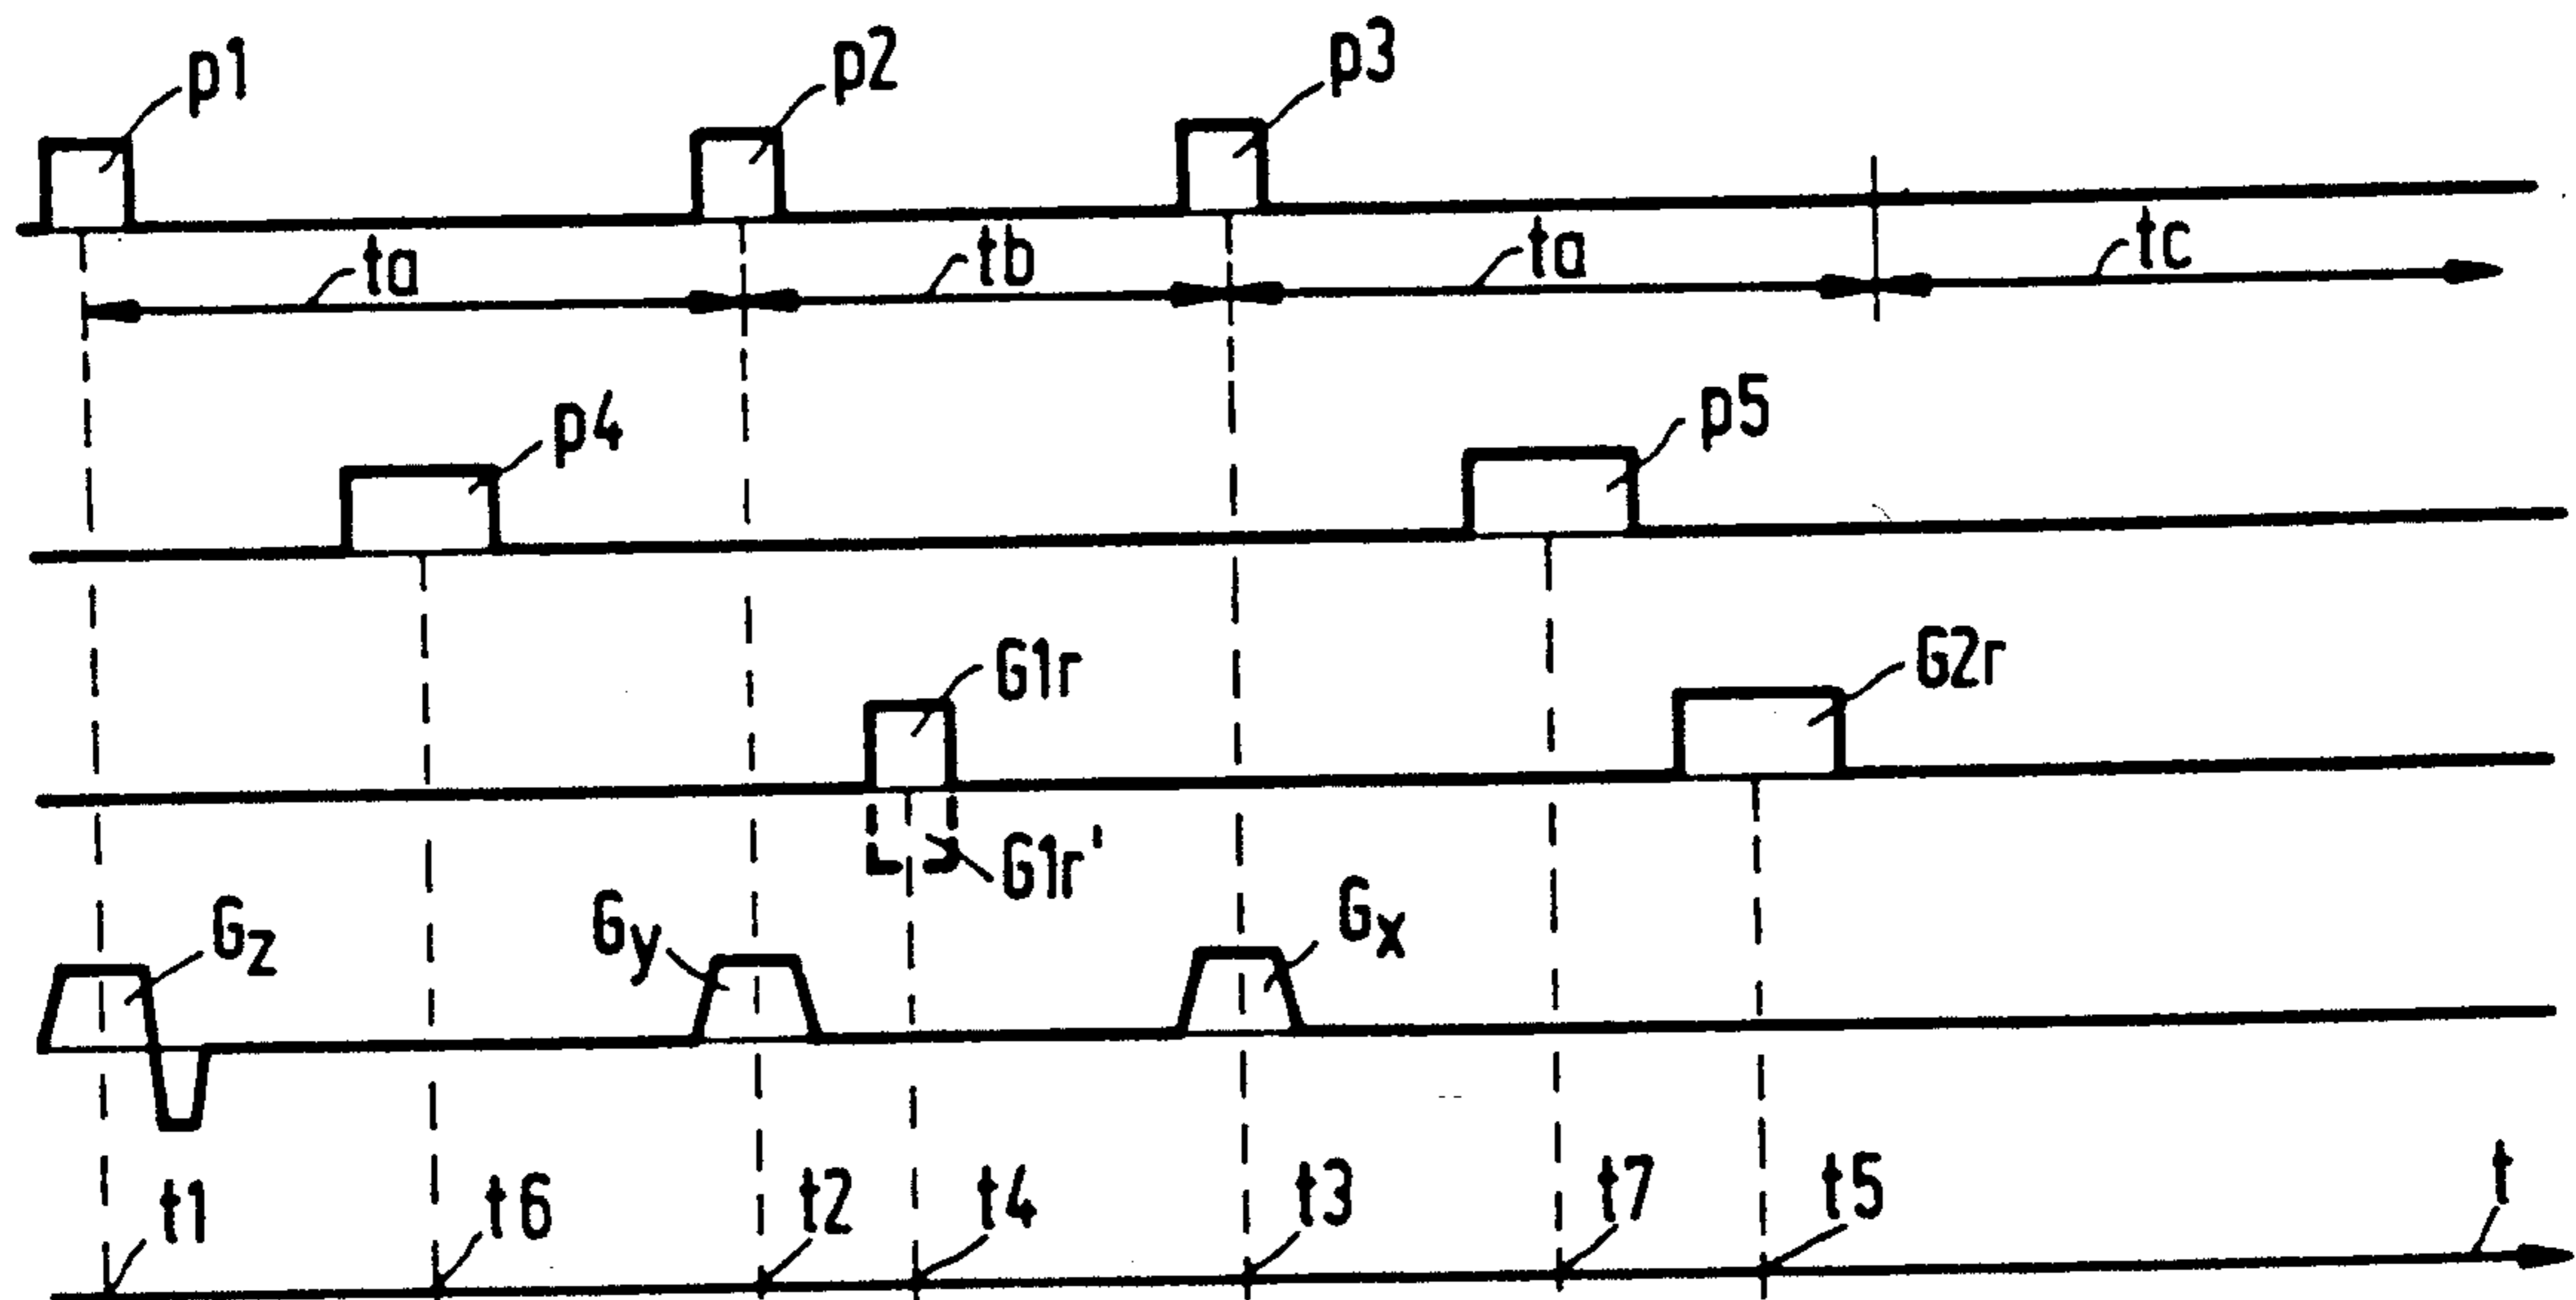 p1 p2 p3
ta tb ta tc
p4 p5
G1r G2r
G1r'
Gz Gy Gx
t1 t6 t2 t4 t3 t7 t5 t